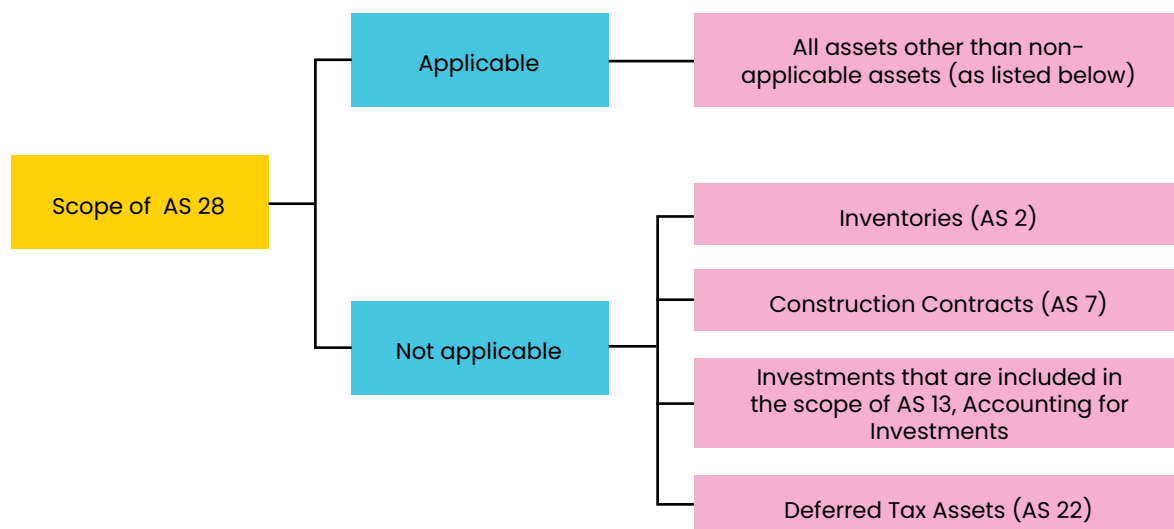 Scope of AS 28
Applicable
All assets other than non-
applicable assets (as listed below)
Not applicable
Inventories (AS 2)
Construction Contracts (AS 7)
Investments that are included in
the scope of AS 13, Accounting for
Investments
Deferred Tax Assets (AS 22)